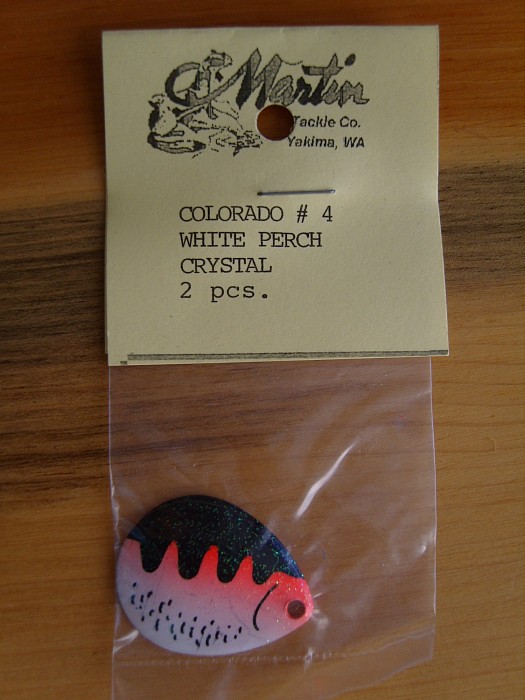 Martin
Tackle Co.
Yakima, WA
COLORADO # 4
WHITE PERCH
CRYSTAL
2 pcs.